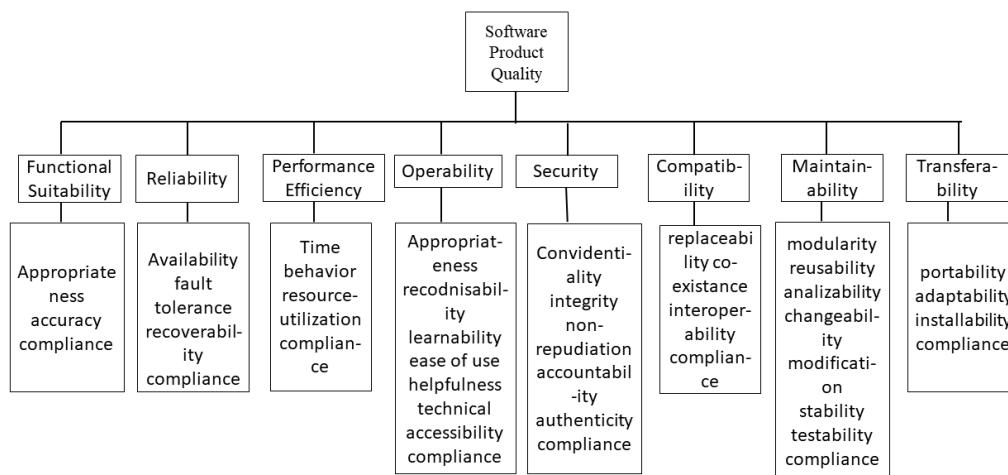 Software
Product
Quality
Functional
Suitability
Reliability
Performance
Efficiency
Operability
Security
Compatib-
ility
Maintain-
ability
Transfera-
bility
Appropriate
ness
accuracy
compliance
Availability
fault
tolerance
recoverabil-
ity
compliance
Time
behavior
resource-
utilization
complian-
ce
Appropriat-
eness
recodnisabil-
ity
learnability
ease of use
helpfulness
technical
accessibility
compliance
Convidenti-
ality
integrity
non-
repudiation
accountabil
-ity
authenticity
compliance
replaceabi
lity co-
existance
interoper-
ability
complian-
ce
modularity
reusability
analizability
changeabil-
ity
modificati-
on
stability
testability
compliance
portability
adaptability
installability
compliance